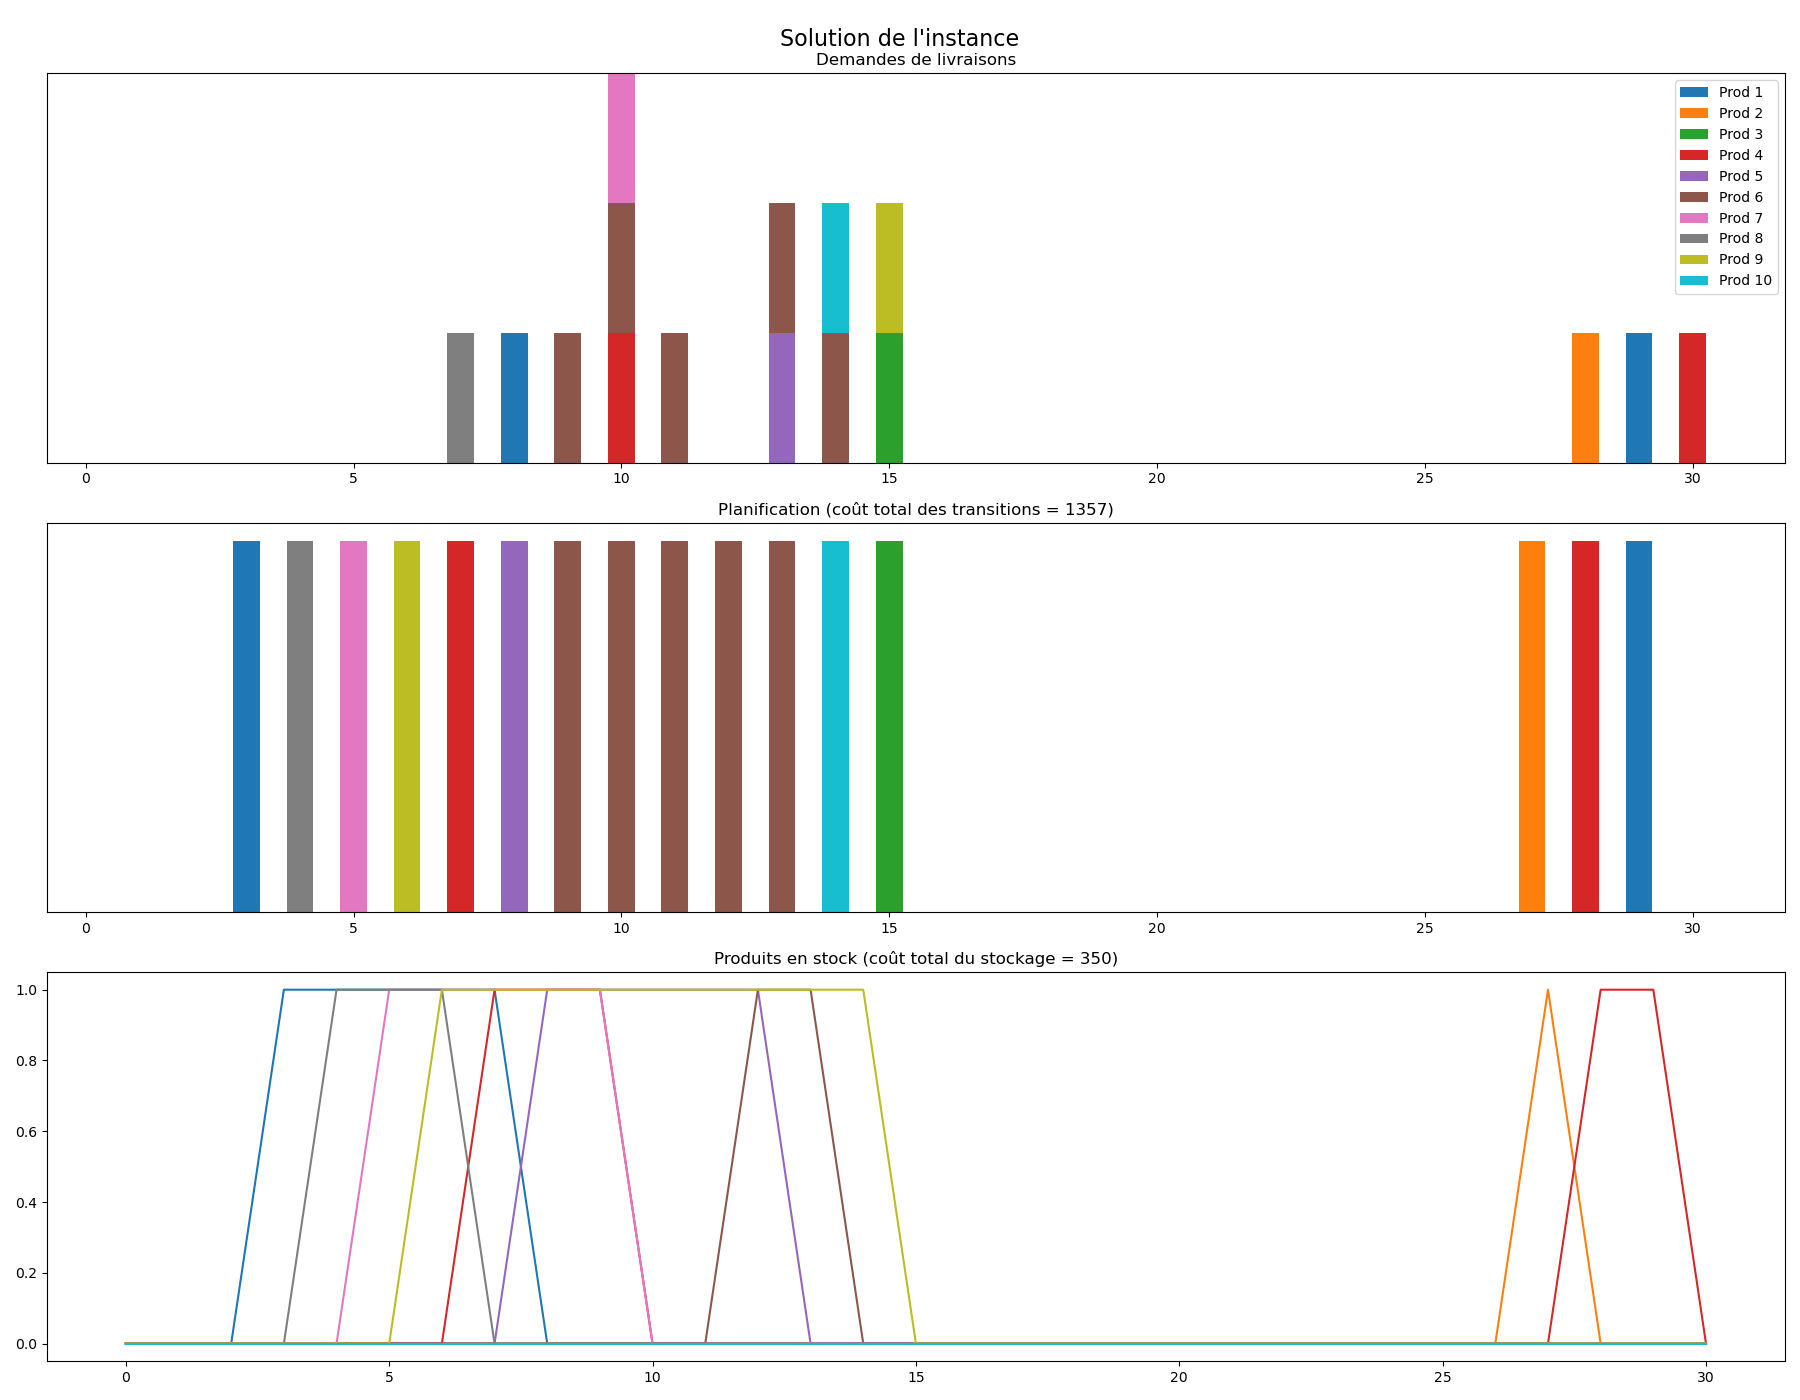 Solution de l'instance
Demandes de livraisons
Prod 1
Prod 2
Prod 3
Prod 4
Prod 5
Prod 6
Prod 7
Prod 8
Prod 9
Prod 10
0 5 10 15 20 25 30
Planification (coût total des transitions = 1357)
0 5 10 15 20 25 30
Produits en stock (coût total du stockage = 350)
1.0
0.8
0.6
0.4
0.2
0.0
0 5 10 15 20 25 30